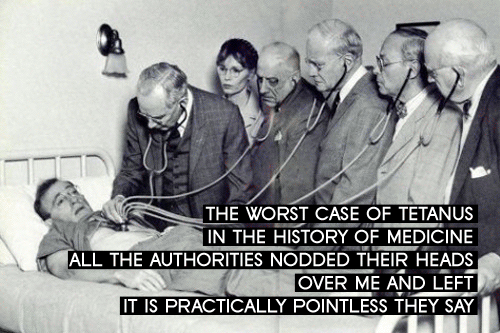 THE WORST CASE OF TETANUS
IN THE HISTORY OF MEDICINE
ALL THE AUTHORITIES NODDED THEIR HEADS
OVER ME AND LEFT
IT IS PRACTICALLY POINTLESS THEY SAY